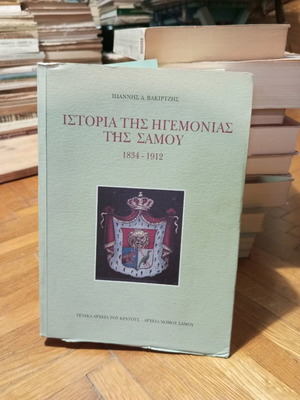 ΙΩΑΝΝΗΣ Δ. ΒΑΚΙΡΤΖΗΣ
ΙΣΤΟΡΙΑ ΤΗΣ ΗΓΕΜΟΝΙΑΣ
ΤΗΣ ΣΑΜΟΥ
1834 - 1912
ΓΕΝΙΚΑ ΑΡΧΕΙΑ ΤΟΥ ΚΡΑΤΟΥΣ - ΑΡΧΕΙΑ ΝΟΜΟΥ ΣΑΜΟΥ